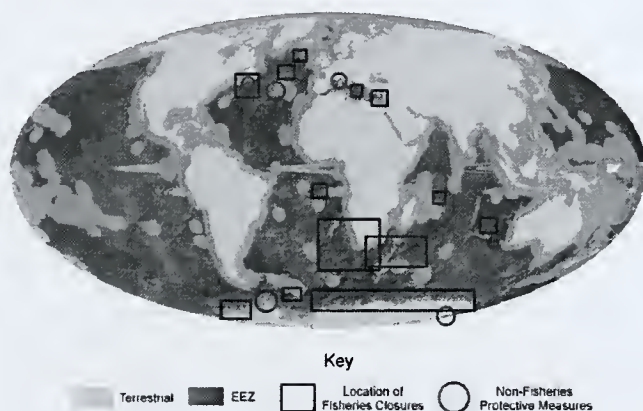 Key
Terrestrial
EEZ
Location of
Fisheries Closures
Non-Fisheries
Protective Measures